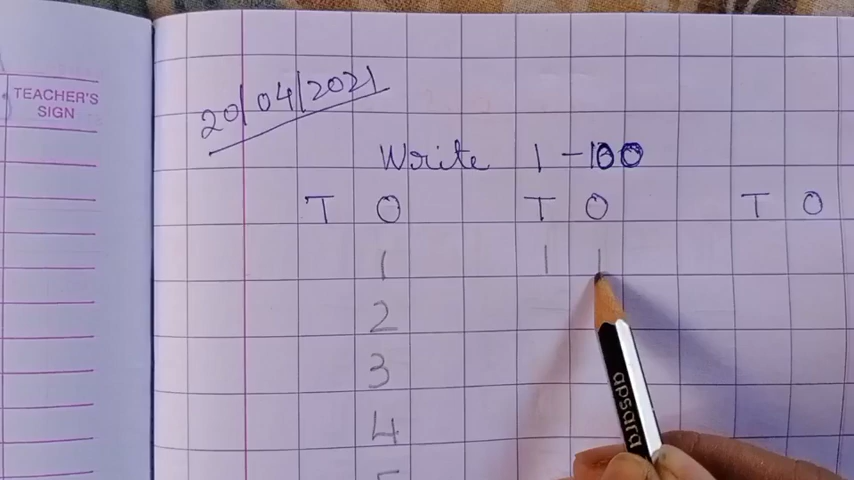 TEACHER'S
SIGN
20/04/2021
Write 1-100
T O T O T O
1 1 1
2
3
4
apsara